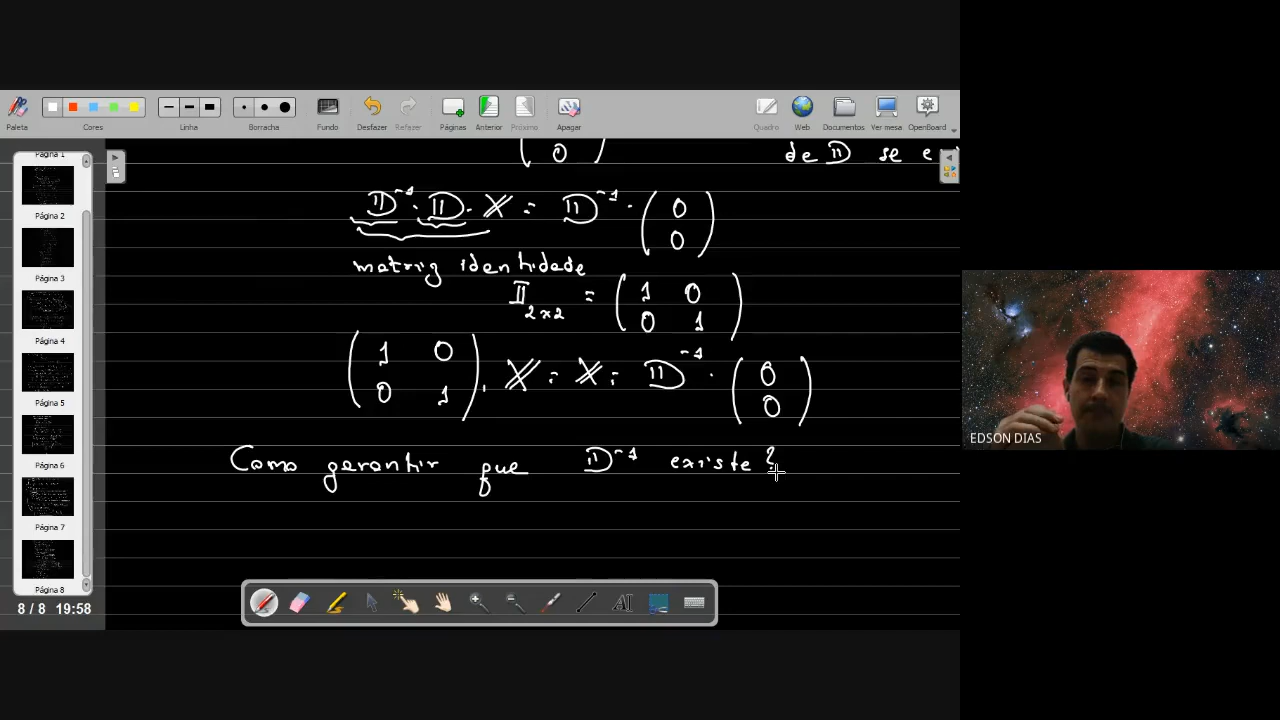 Paleta Cores Linha Borracha Fundo Desfazer Refazer Páginas Anterior Próxima Apagar Quadro Web Documentos Ver mesa OpenBoard
Página 1
Página 2
Página 3
Página 4
Página 5
Página 6
Página 7
Página 8
8 / 8 19:58
0
de D se e
D⁻¹ · D · X = D⁻¹ · ( 0
0 )
matriz identidade
I 2x2 = ( 1 0
0 1 )
( 1 0
0 1 ) . X = X = D⁻¹ · ( 0
0 )
Como garantir que D⁻¹ existe ?
EDSON DIAS